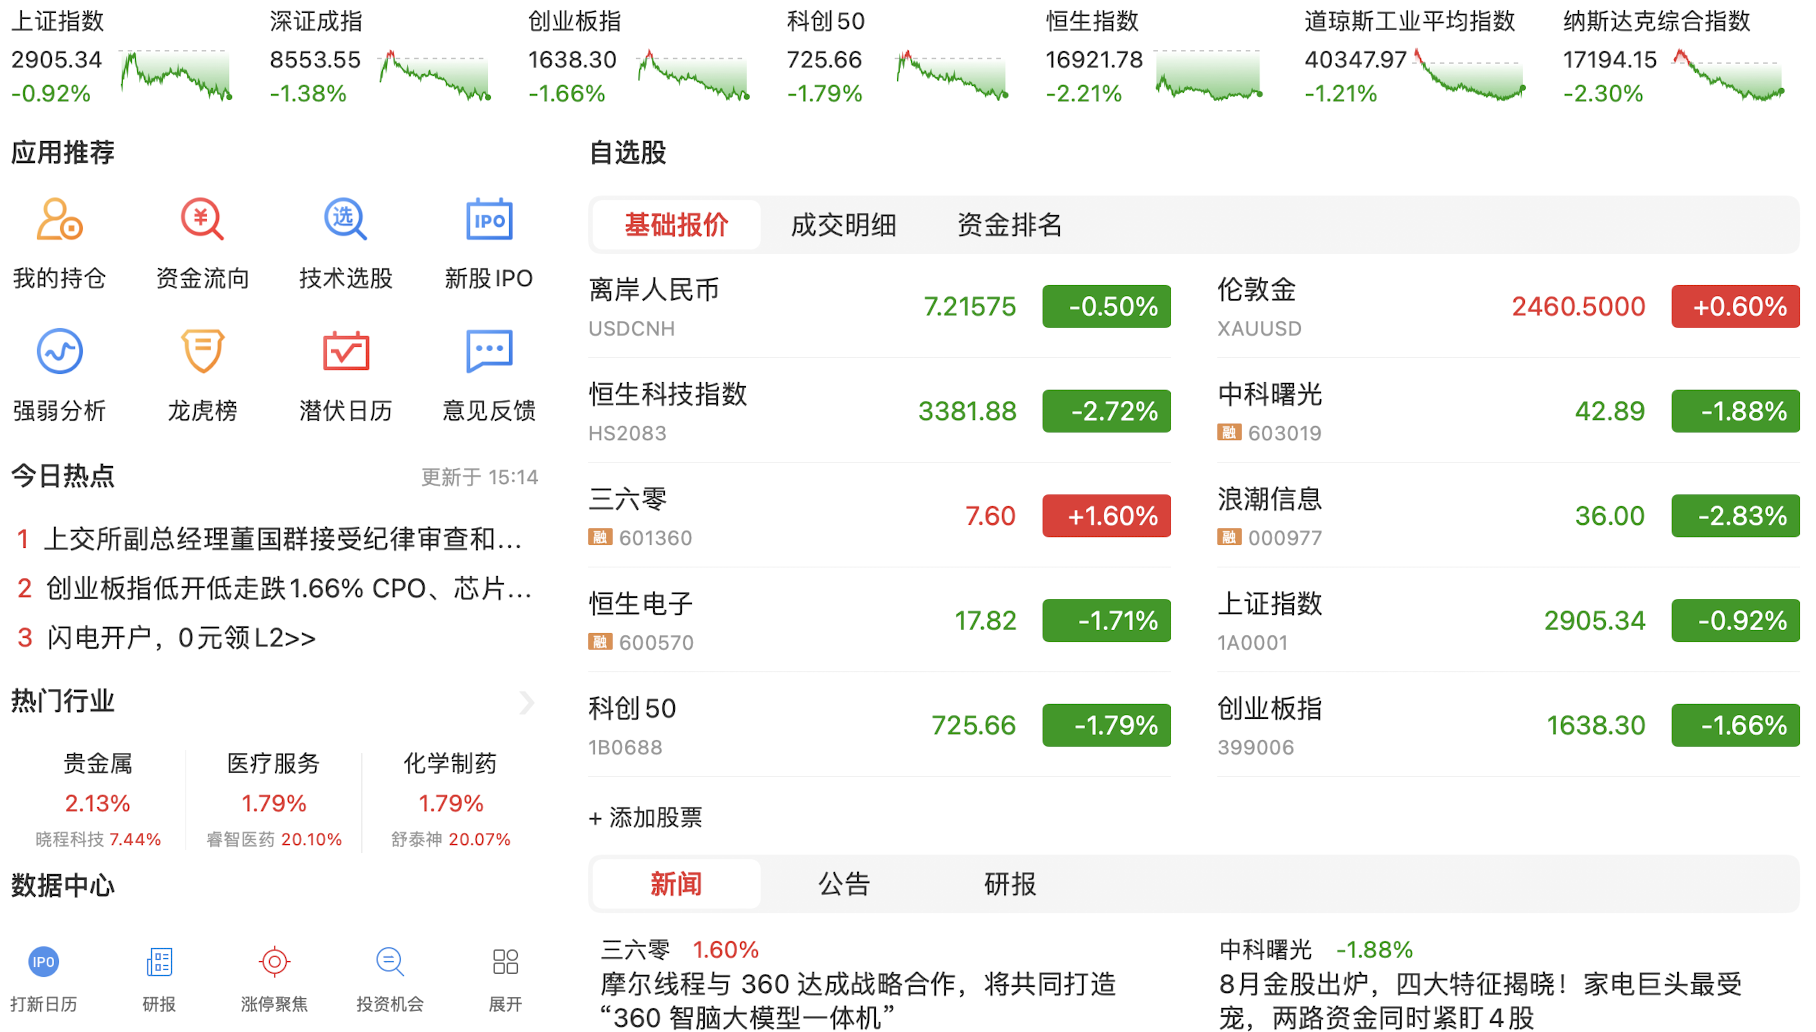 上证指数
2905.34
-0.92%
深证成指
8553.55
-1.38%
创业板指
1638.30
-1.66%
科创50
725.66
-1.79%
恒生指数
16921.78
-2.21%
道琼斯工业平均指数
40347.97
-1.21%
纳斯达克综合指数
17194.15
-2.30%
应用推荐
我的持仓
¥
资金流向
选
技术选股
IPO
新股IPO
强弱分析
龙虎榜
潜伏日历
意见反馈
今日热点
更新于 15:14
1 上交所副总经理董国群接受纪律审查和...
2 创业板指低开低走跌1.66% CPO、芯片...
3 闪电开户，0元领L2>>
热门行业
贵金属
2.13%
晓程科技 7.44%
医疗服务
1.79%
睿智医药 20.10%
化学制药
1.79%
舒泰神 20.07%
数据中心
IPO
打新日历
研报
涨停聚焦
投资机会
展开
自选股
基础报价 成交明细 资金排名
离岸人民币
USDCNH
7.21575
-0.50%
伦敦金
XAUUSD
2460.5000
+0.60%
恒生科技指数
HS2083
3381.88
-2.72%
中科曙光
融 603019
42.89
-1.88%
三六零
融 601360
7.60
+1.60%
浪潮信息
融 000977
36.00
-2.83%
恒生电子
融 600570
17.82
-1.71%
上证指数
1A0001
2905.34
-0.92%
科创50
1B0688
725.66
-1.79%
创业板指
399006
1638.30
-1.66%
+ 添加股票
新闻 公告 研报
三六零 1.60%
摩尔线程与 360 达成战略合作，将共同打造
“360 智脑大模型一体机”
中科曙光 -1.88%
8月金股出炉，四大特征揭晓！家电巨头最受
宠，两路资金同时紧盯4股